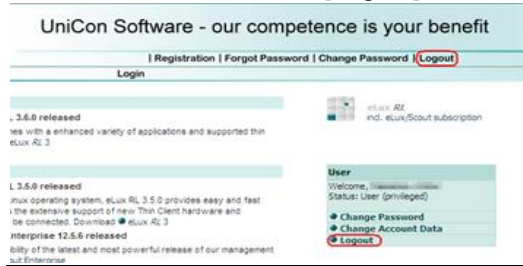 UniCon Software - our competence is your benefit
| Registration | Forgot Password | Change Password | Logout
Login
3.6.0 released
es with a enhanced variety of applications and supported thin
eLux RL 3
eLux RL
incl. eLux/Scout subscription
3.5.0 released
inux operating system, eLux RL 3.5.0 provides easy and fast
the extensive support of new Thin Client hardware and
be connected. Download eLux RL 3
nterprise 12.5.6 released
bility of the latest and most powerful release of our management
ut Enterprise
User
Welcome,
Status: User (privileged)
Change Password
Change Account Data
Logout